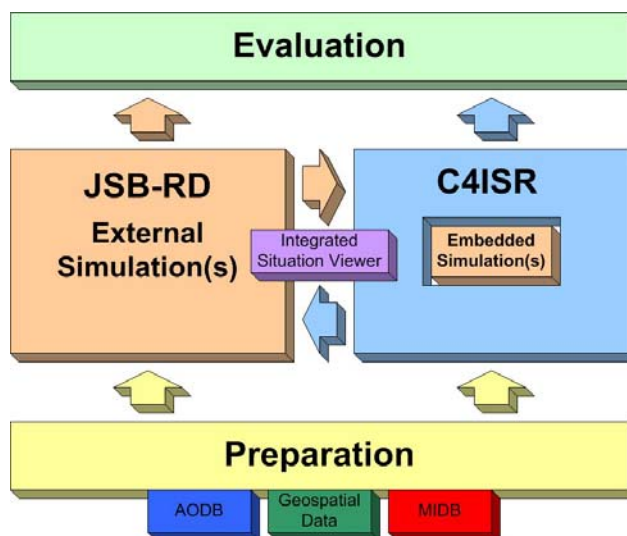 Evaluation
JSB-RD
External
Simulation(s)
C4ISR
Integrated
Situation Viewer
Embedded
Simulation(s)
Preparation
AODB
Geospatial
Data
MIDB